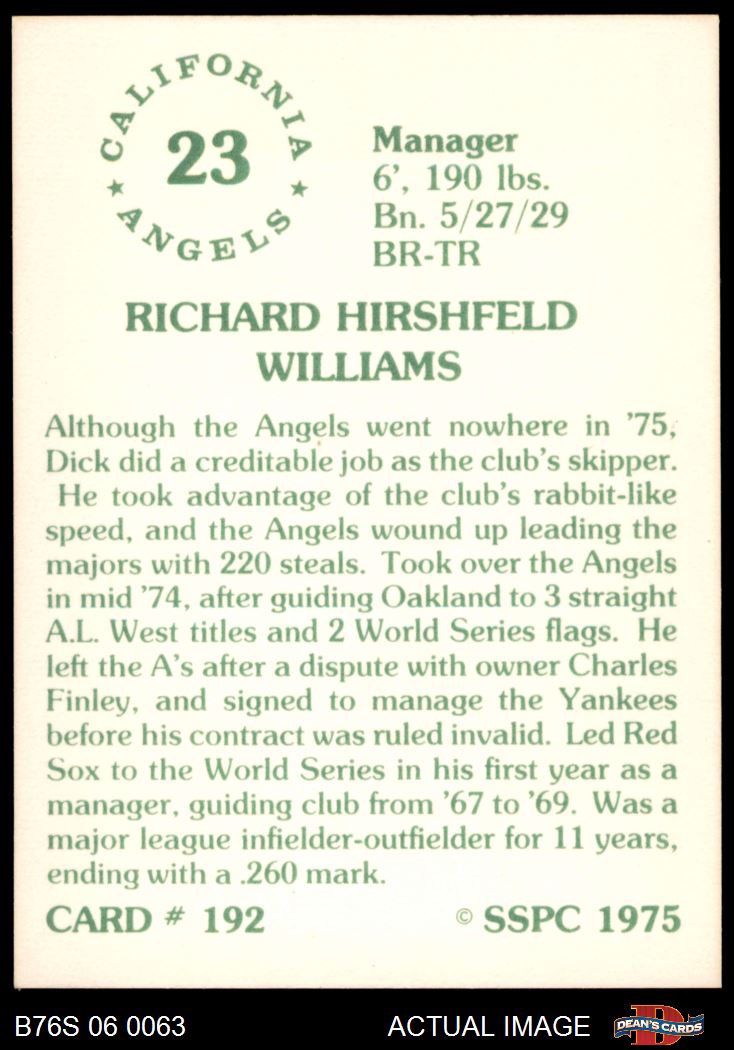 CALIFORNIA
23
ANGELS
Manager
6', 190 lbs.
Bn. 5/27/29
BR-TR
RICHARD HIRSHFELD
WILLIAMS
Although the Angels went nowhere in '75,
Dick did a creditable job as the club's skipper.
He took advantage of the club's rabbit-like
speed, and the Angels wound up leading the
majors with 220 steals. Took over the Angels
in mid '74, after guiding Oakland to 3 straight
A.L. West titles and 2 World Series flags. He
left the A's after a dispute with owner Charles
Finley, and signed to manage the Yankees
before his contract was ruled invalid. Led Red
Sox to the World Series in his first year as a
manager, guiding club from '67 to '69. Was a
major league infielder-outfielder for 11 years,
ending with a .260 mark.
CARD # 192 © SSPC 1975
B76S 06 0063 ACTUAL IMAGE D DEAN'S CARDS